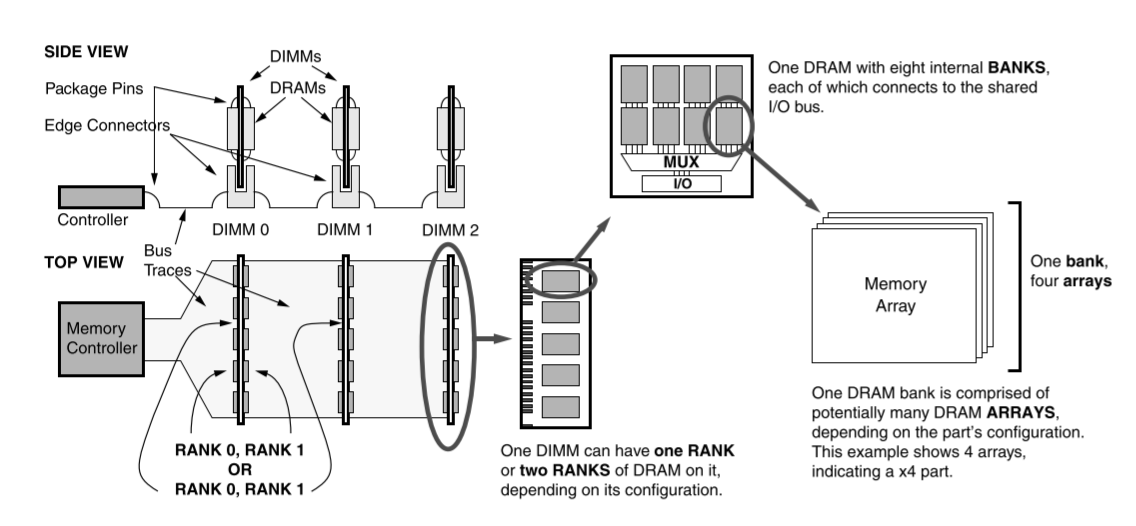 SIDE VIEW
DIMMs
Package Pins
DRAMs
Edge Connectors
Controller
DIMM 0
DIMM 1
DIMM 2
Bus
Traces
TOP VIEW
Memory
Controller
RANK 0, RANK 1
OR
RANK 0, RANK 1
One DIMM can have one RANK
or two RANKS of DRAM on it,
depending on its configuration.
MUX
I/O
One DRAM with eight internal BANKS,
each of which connects to the shared
I/O bus.
Memory
Array
One bank,
four arrays
One DRAM bank is comprised of
potentially many DRAM ARRAYS,
depending on the part's configuration.
This example shows 4 arrays,
indicating a x4 part.